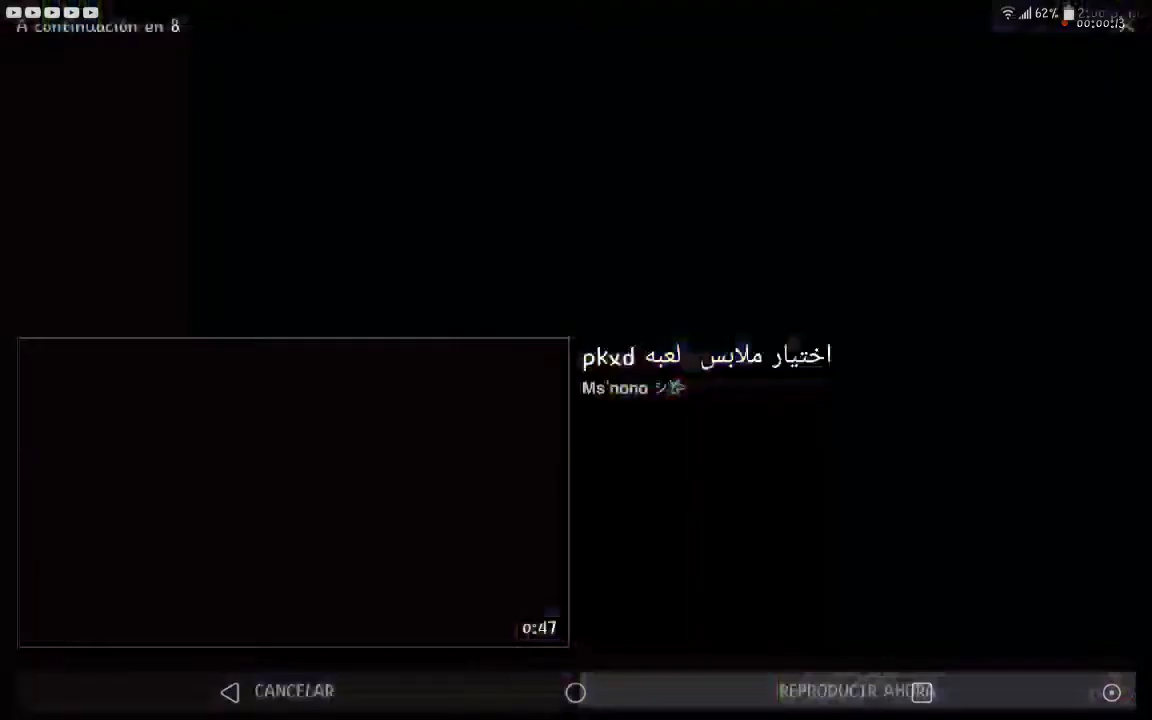 62%
A continuación en 8
00:00:13
اختيار ملابس لعبه pkxd
Ms'nono シ
0:47
CANCELAR
REPRODUCIR AHORA